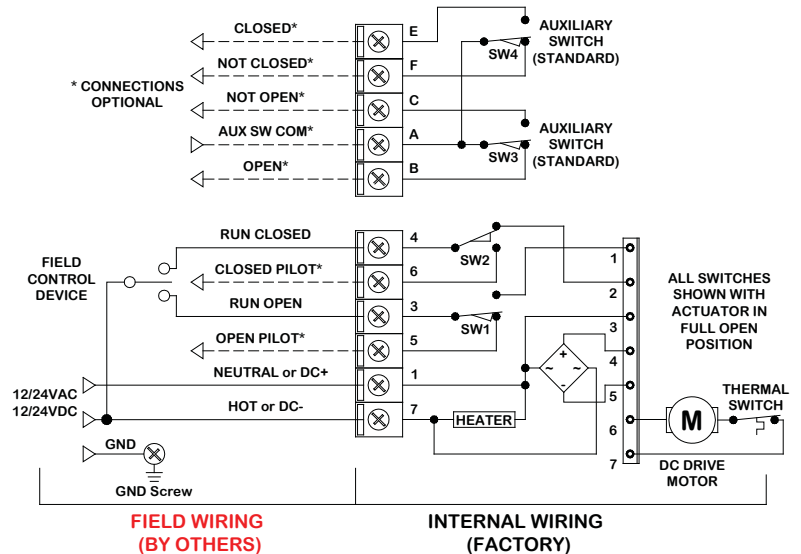 CLOSED*
NOT CLOSED*
* CONNECTIONS
OPTIONAL
NOT OPEN*
AUX SW COM*
OPEN*
E
F
C
A
B
SW4
AUXILIARY
SWITCH
(STANDARD)
SW3
AUXILIARY
SWITCH
(STANDARD)
FIELD
CONTROL
DEVICE
RUN CLOSED
CLOSED PILOT*
RUN OPEN
OPEN PILOT*
NEUTRAL or DC+
HOT or DC-
12/24VAC
12/24VDC
GND
GND Screw
4
6
3
5
1
7
SW2
SW1
HEATER
+
~
~
-
1
2
3
4
5
6
7
ALL SWITCHES
SHOWN WITH
ACTUATOR IN
FULL OPEN
POSITION
THERMAL
SWITCH
M
DC DRIVE
MOTOR
FIELD WIRING
(BY OTHERS)
INTERNAL WIRING
(FACTORY)